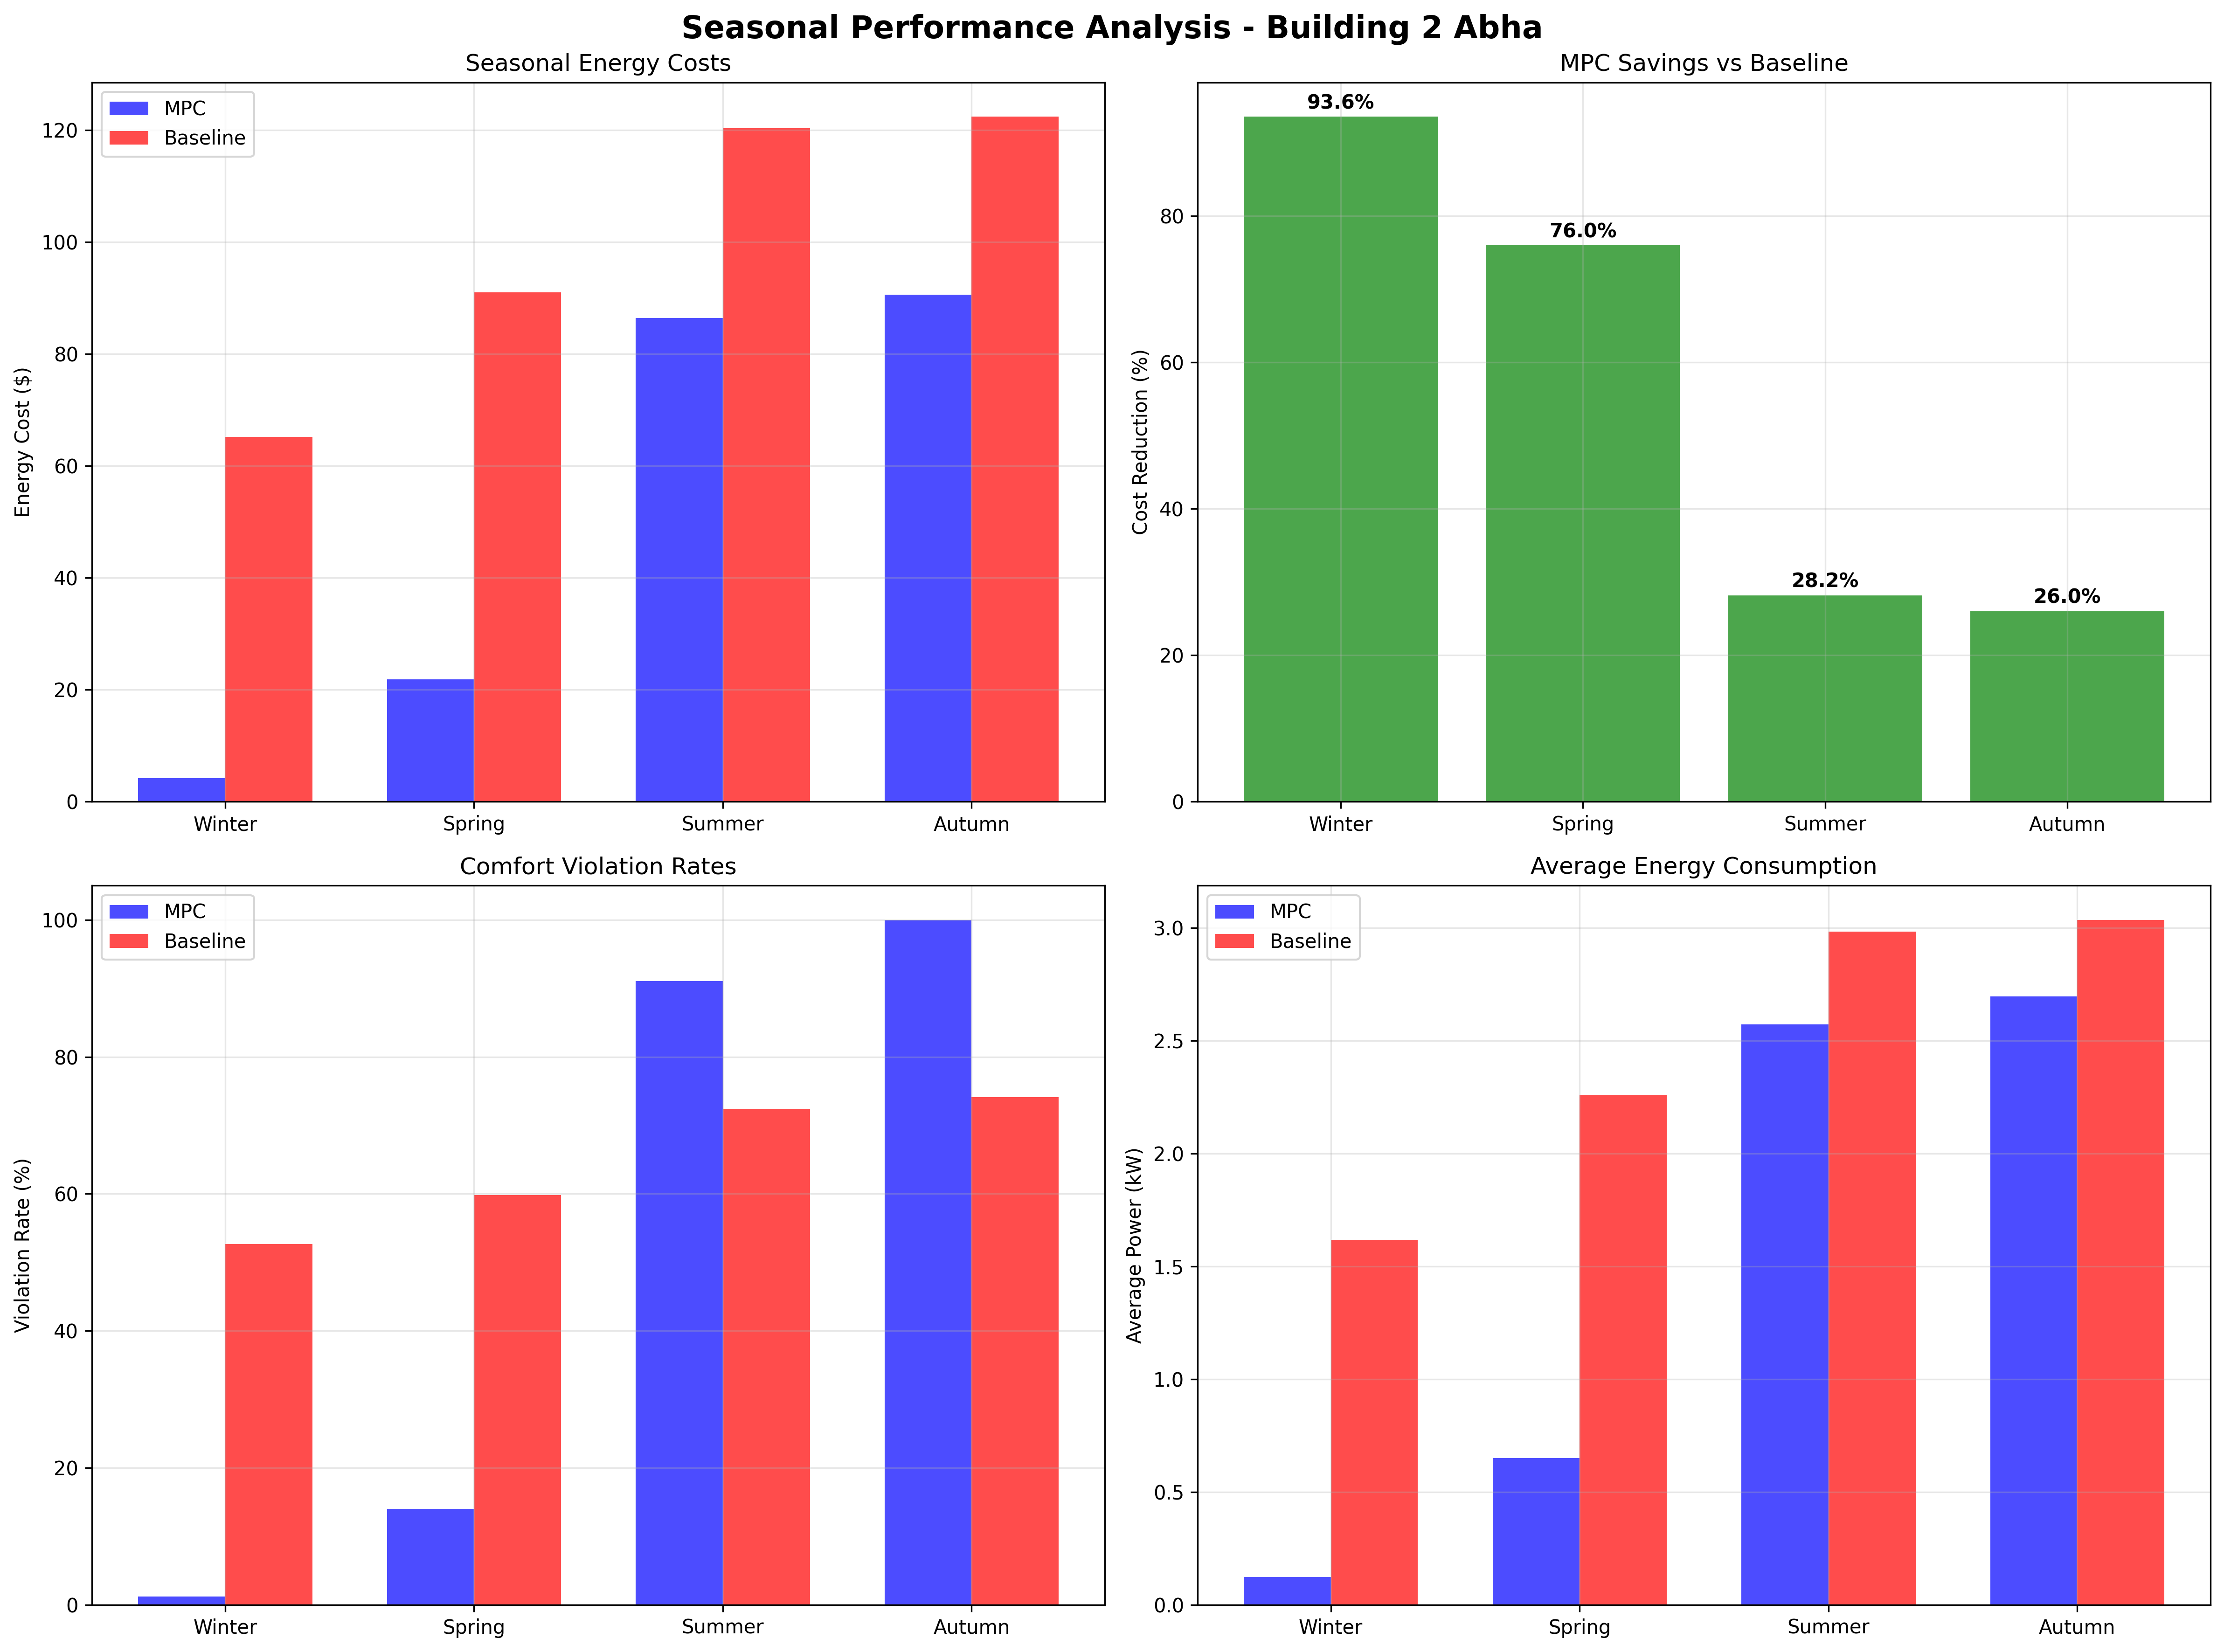 Seasonal Performance Analysis - Building 2 Abha
Seasonal Energy Costs
MPC
Baseline
Energy Cost ($)
120
100
80
60
40
20
0
Winter Spring Summer Autumn
MPC Savings vs Baseline
93.6%
76.0%
28.2%
26.0%
Cost Reduction (%)
80
60
40
20
0
Winter Spring Summer Autumn
Comfort Violation Rates
MPC
Baseline
Violation Rate (%)
100
80
60
40
20
0
Winter Spring Summer Autumn
Average Energy Consumption
MPC
Baseline
Average Power (kW)
3.0
2.5
2.0
1.5
1.0
0.5
0.0
Winter Spring Summer Autumn